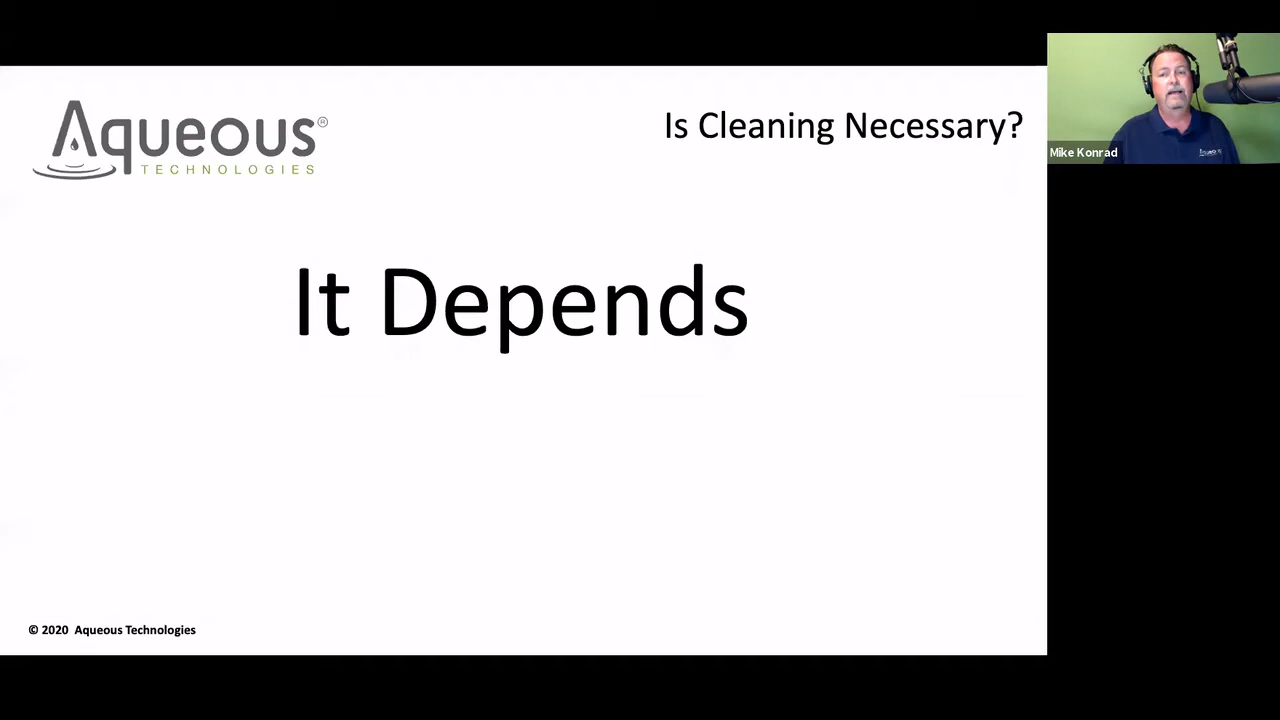 Aqueous®
TECHNOLOGIES
Is Cleaning Necessary?
Mike Konrad
It Depends
© 2020 Aqueous Technologies